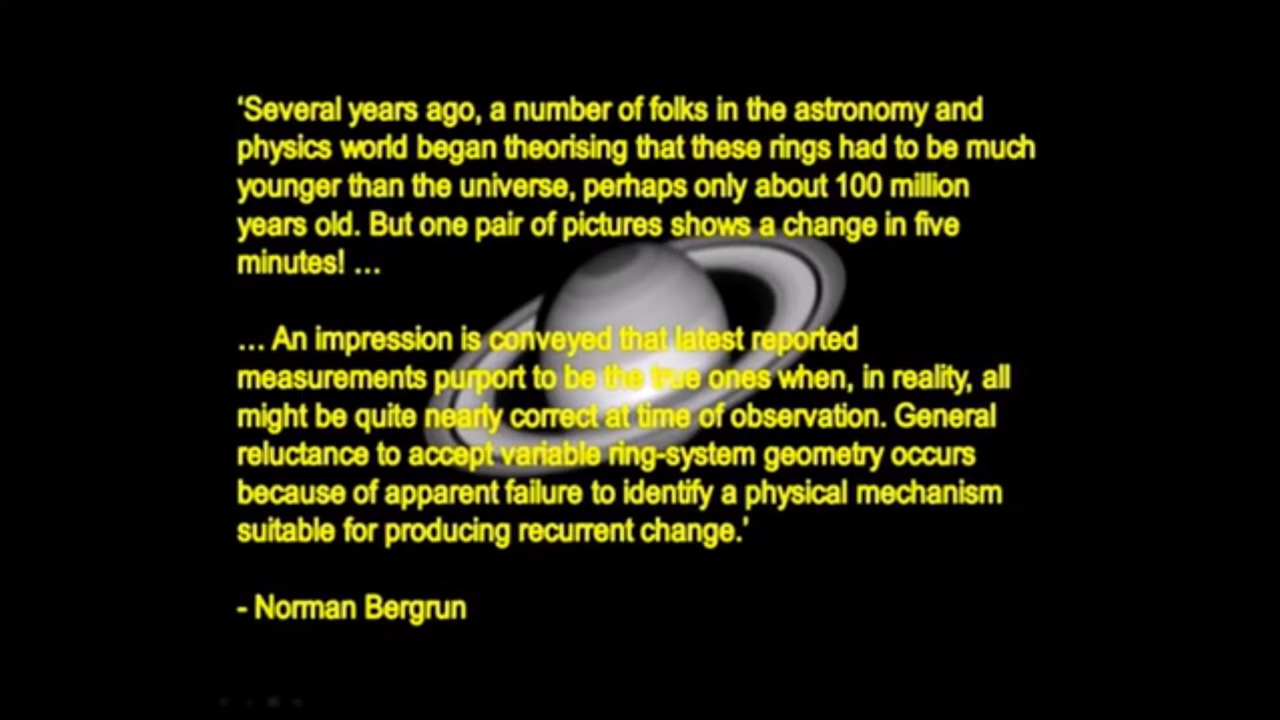 ‘Several years ago, a number of folks in the astronomy and
physics world began theorising that these rings had to be much
younger than the universe, perhaps only about 100 million
years old. But one pair of pictures shows a change in five
minutes! …
… An impression is conveyed that latest reported
measurements purport to be the true ones when, in reality, all
might be quite nearly correct at time of observation. General
reluctance to accept variable ring-system geometry occurs
because of apparent failure to identify a physical mechanism
suitable for producing recurrent change.’
- Norman Bergrun